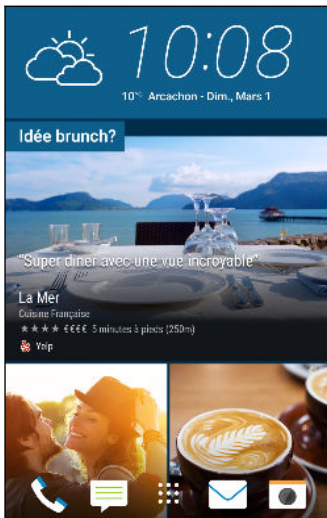 10:08
10°C Arcachon - Dim., Mars 1
Idée brunch?
"Super dîner avec une vue incroyable"
La Mer
Cuisine Française
★★★★ €€€€ 5 minutes à pieds (250m)
Yelp